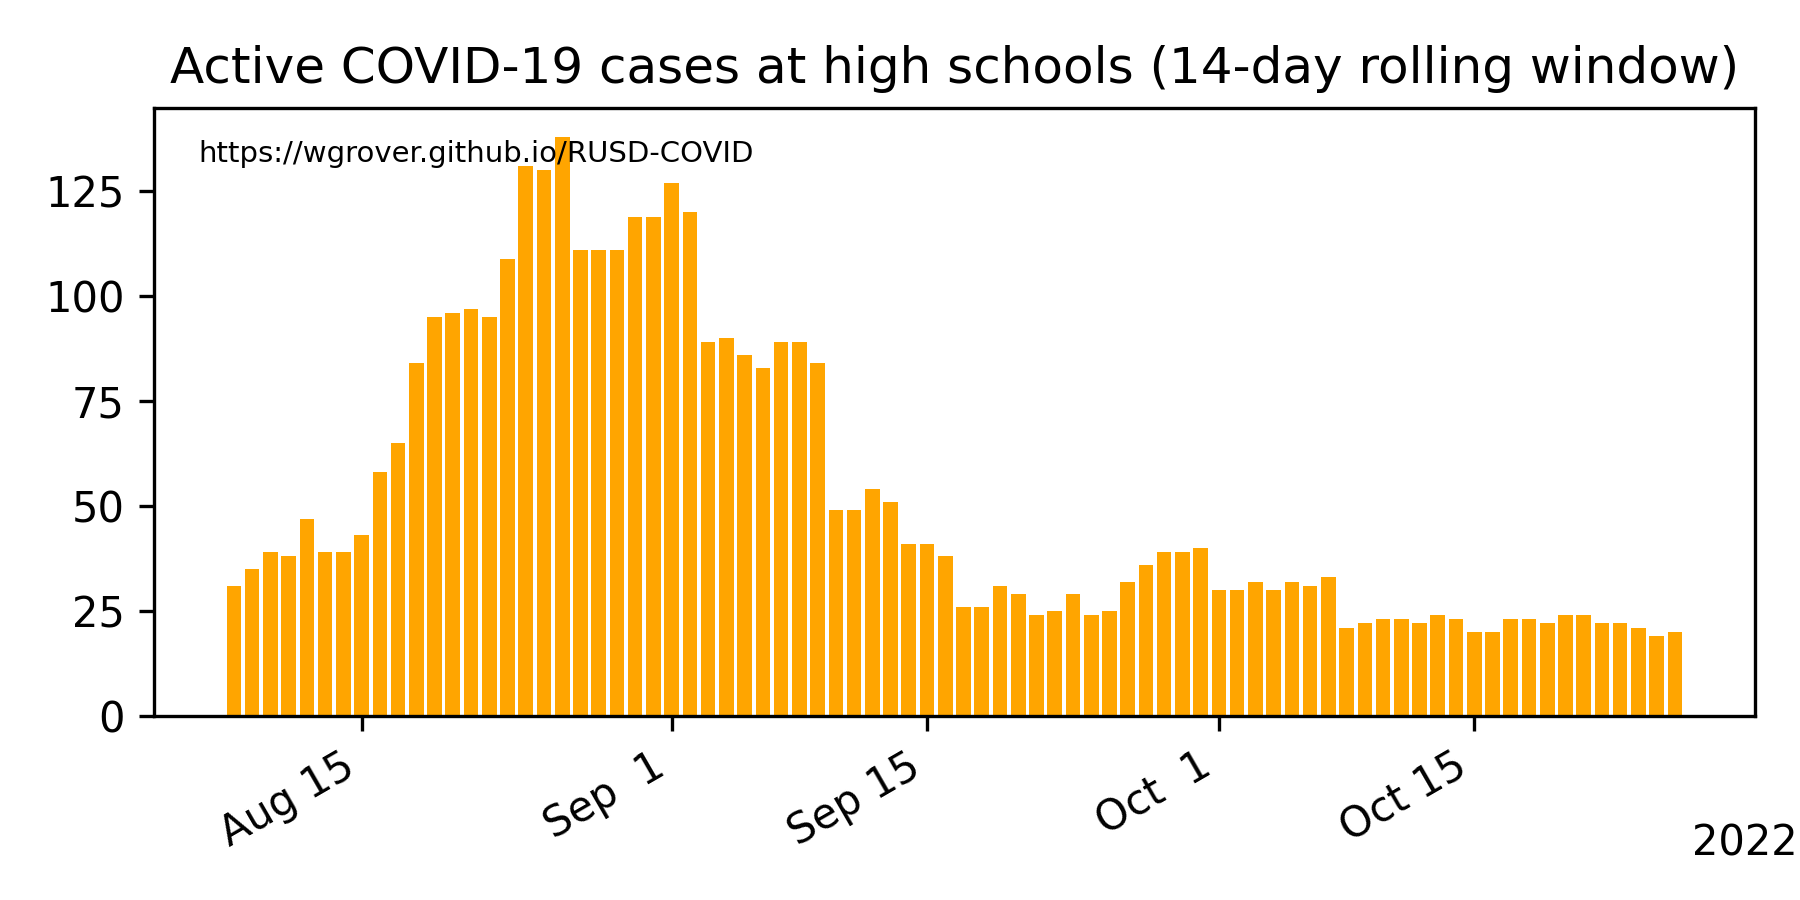 Active COVID-19 cases at high schools (14-day rolling window)
https://wgrover.github.io/RUSD-COVID
125
100
75
50
25
0
Aug 15
Sep 1
Sep 15
Oct 1
Oct 15
2022